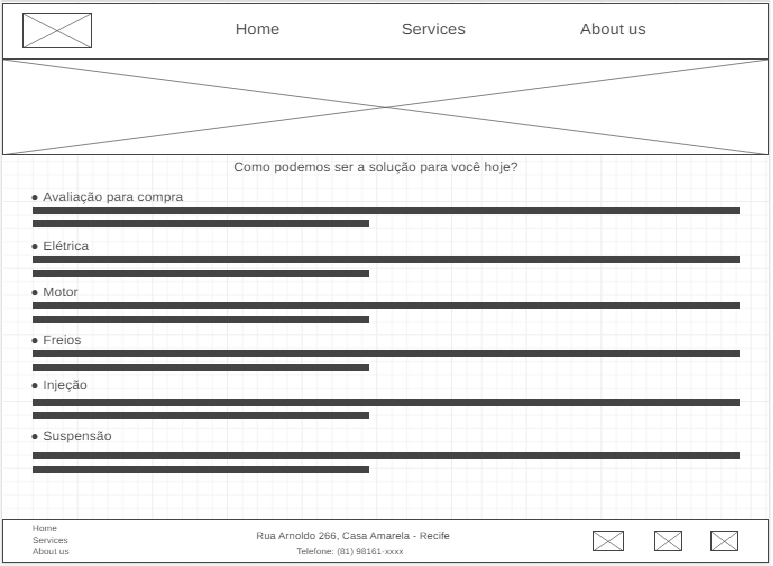 Home Services About us
Como podemos ser a solução para você hoje?
Avaliação para compra
Elétrica
Motor
Freios
Injeção
Suspensão
Home
Services
About us
Rua Arnoldo 266, Casa Amarela - Recife
Tellefone: (81) 98161-xxxx